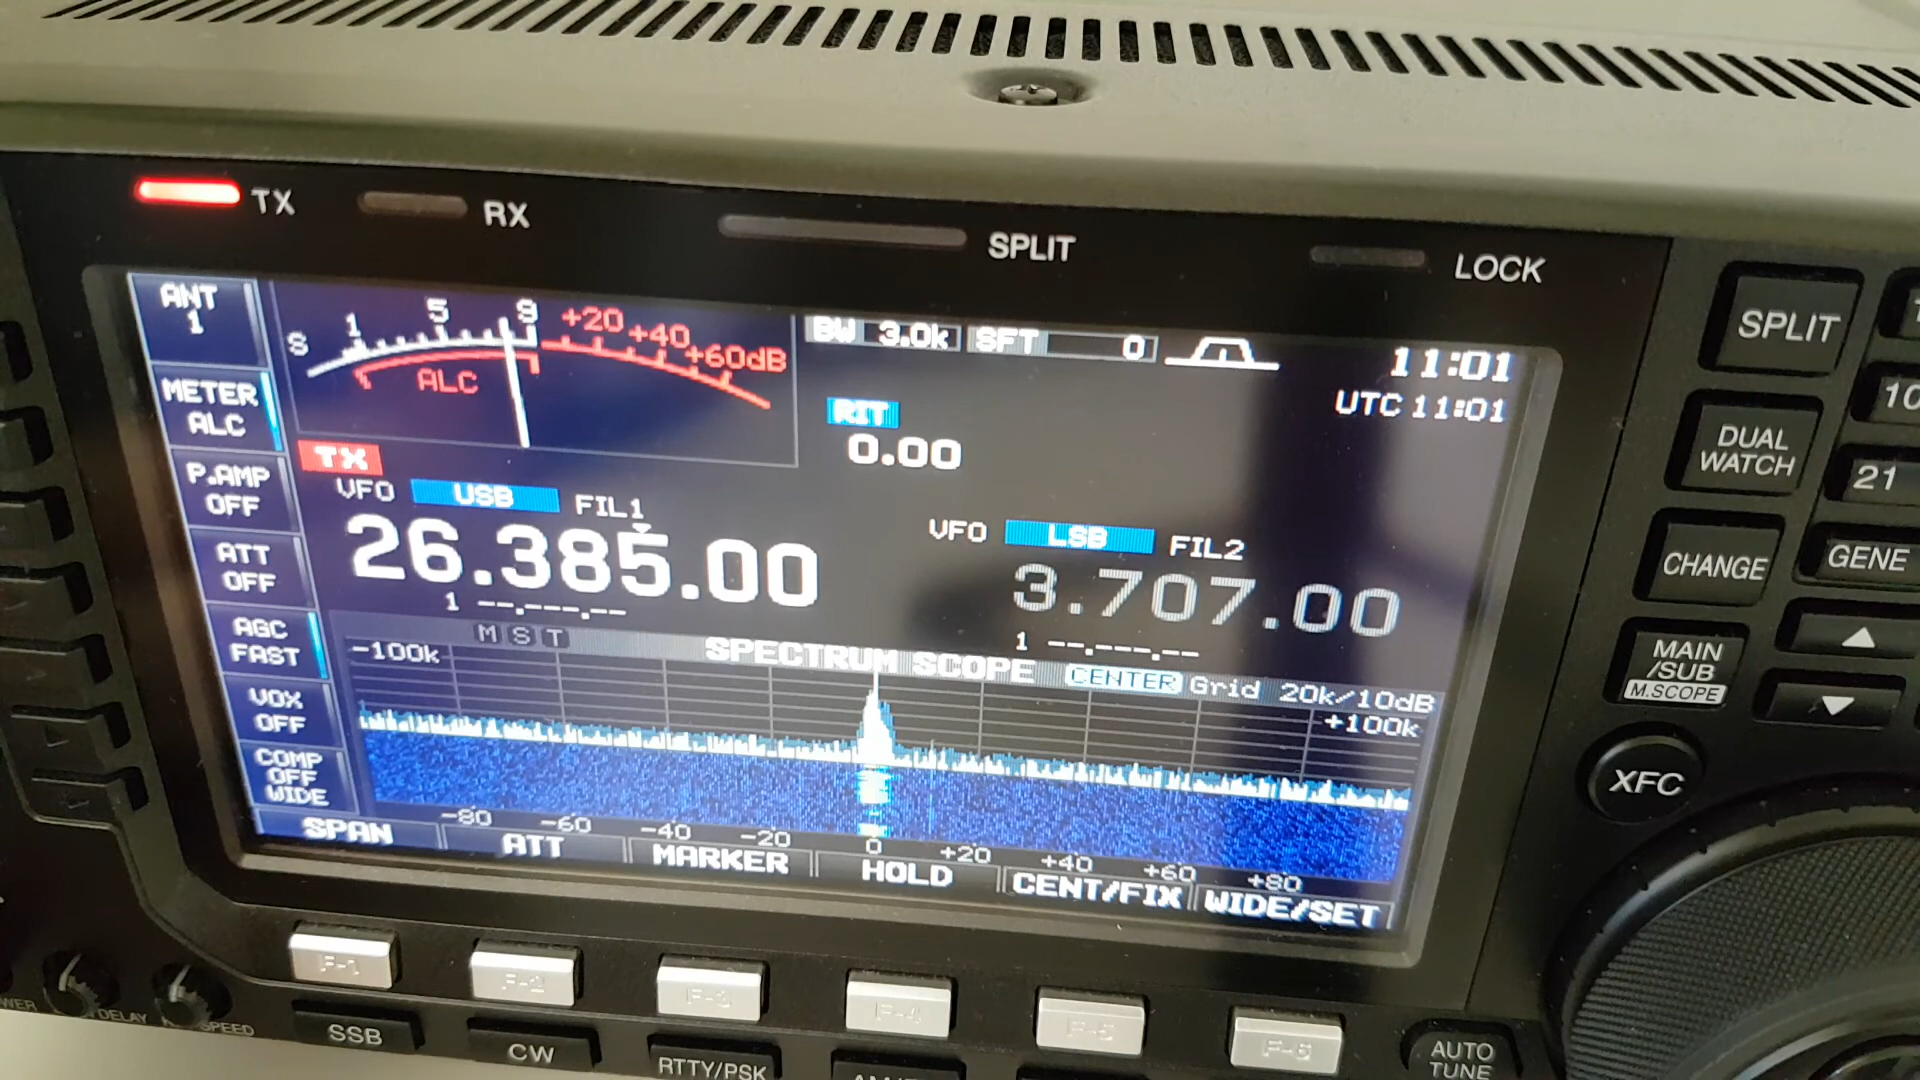 TX RX SPLIT LOCK
ANT
1
METER
ALC
P.AMP
OFF
ATT
OFF
AGC
FAST
VOX
OFF
COMP
OFF
WIDE
S 1 5 9 +20 +40 +60dB
ALC
BW 3.0k SFT 0
11:01
UTC 11:01
RIT
0.00
TX
VFO USB FIL1
26.385.00
1 --.---.--
VFO LSB FIL2
3.707.00
1 --.---.--
M S T
SPECTRUM SCOPE CENTER Grid 20k/10dB
-100k
+100k
-80 -60 -40 -20 0 +20 +40 +60 +80
SPAN ATT MARKER HOLD CENT/FIX WIDE/SET
F-1 F-2 F-3 F-4 F-5 F-6
DELAY
SPEED
SSB CW RTTY/PSK
AUTO
TUNE
SPLIT
DUAL
WATCH
CHANGE
MAIN
/SUB
M.SCOPE
XFC
10
21
GENE